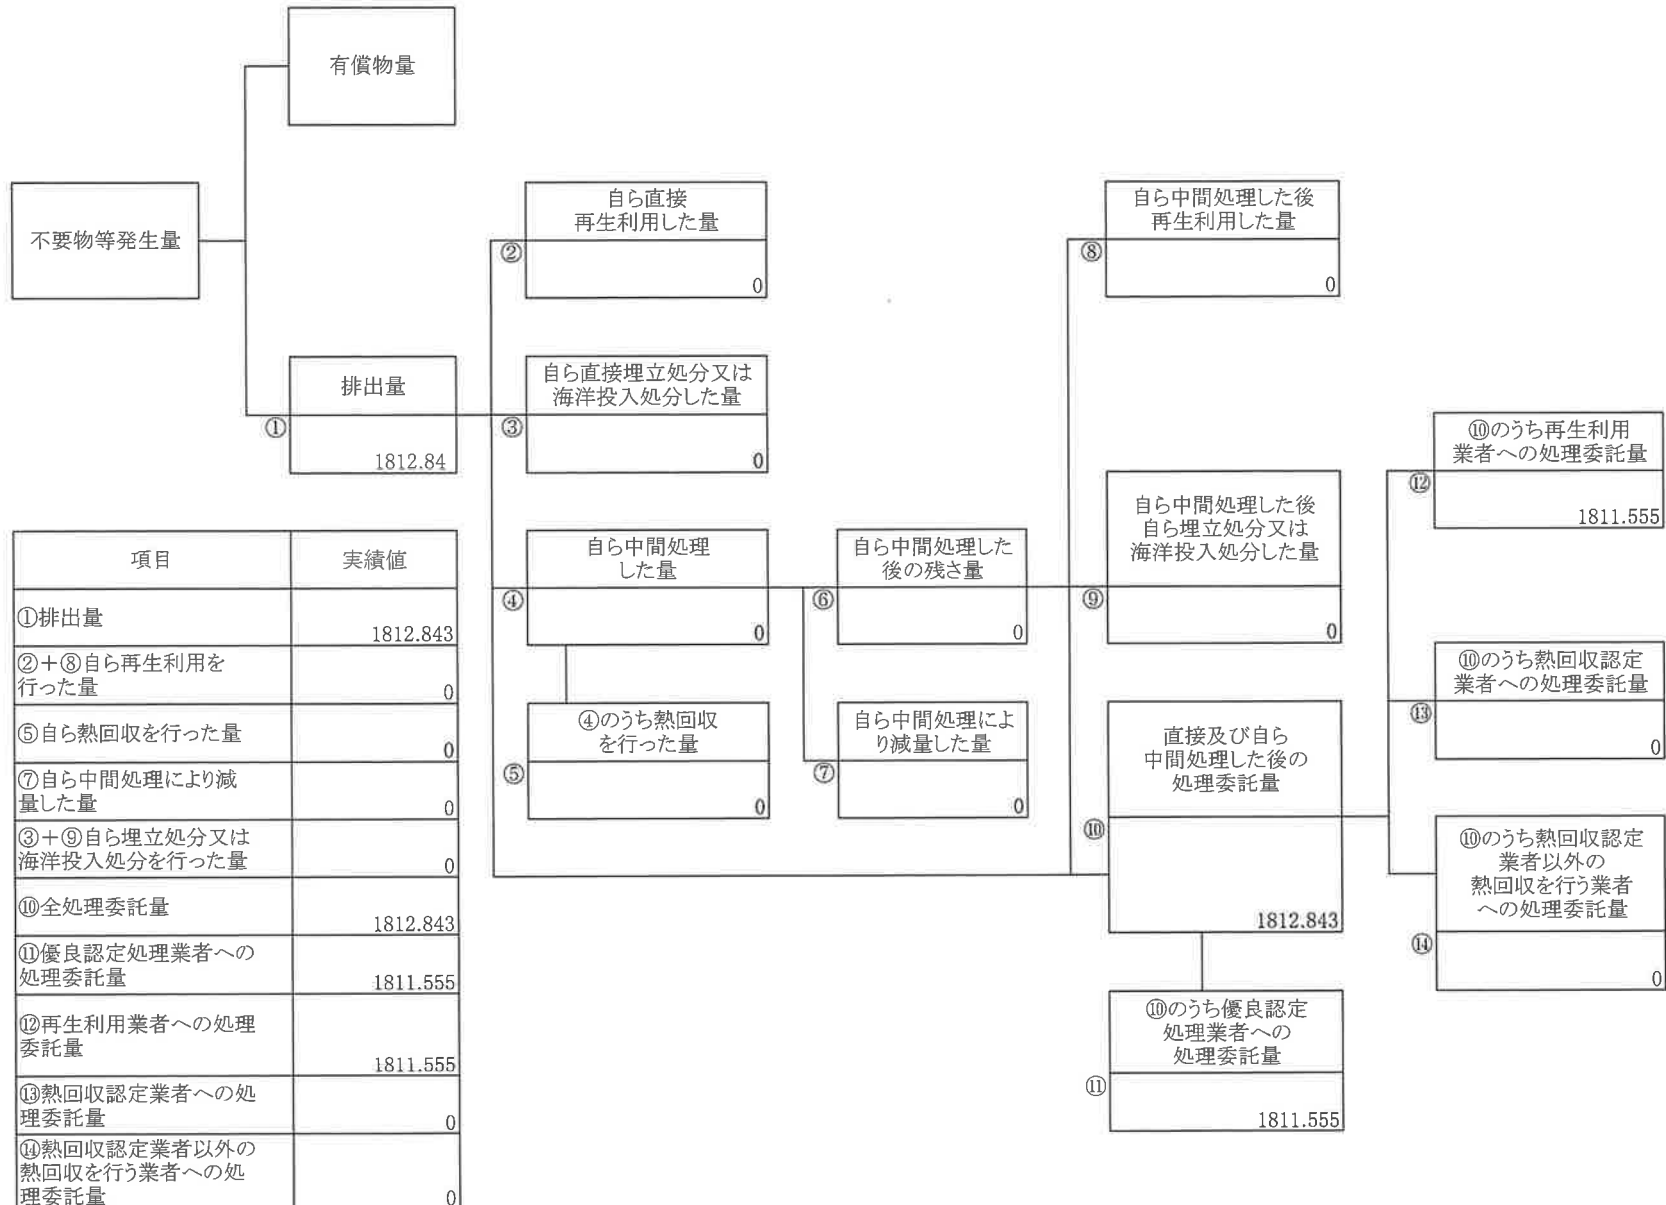 有償物量
不要物等発生量
排出量
①
1812.84
自ら直接
再生利用した量
②
0
自ら直接埋立処分又は
海洋投入処分した量
③
0
自ら中間処理
した量
④
0
④のうち熱回収
を行った量
⑤
0
自ら中間処理した
後の残さ量
⑥
0
自ら中間処理によ
り減量した量
⑦
0
自ら中間処理した後
再生利用した量
⑧
0
自ら中間処理した後
自ら埋立処分又は
海洋投入処分した量
⑨
0
直接及び自ら
中間処理した後の
処理委託量
⑩
1812.843
⑩のうち優良認定
処理業者への
処理委託量
⑪
1811.555
⑩のうち再生利用
業者への処理委託量
⑫
1811.555
⑩のうち熱回収認定
業者への処理委託量
⑬
0
⑩のうち熱回収認定
業者以外の
熱回収を行う業者
への処理委託量
⑭
0
項目 実績値
①排出量
1812.843
②+⑧自ら再生利用を
行った量
0
⑤自ら熱回収を行った量
0
⑦自ら中間処理により減
量した量
0
③+⑨自ら埋立処分又は
海洋投入処分を行った量
0
⑩全処理委託量
1812.843
⑪優良認定処理業者への
処理委託量
1811.555
⑫再生利用業者への処理
委託量
1811.555
⑬熱回収認定業者への処
理委託量
0
⑭熱回収認定業者以外の
熱回収を行う業者への処
理委託量
0